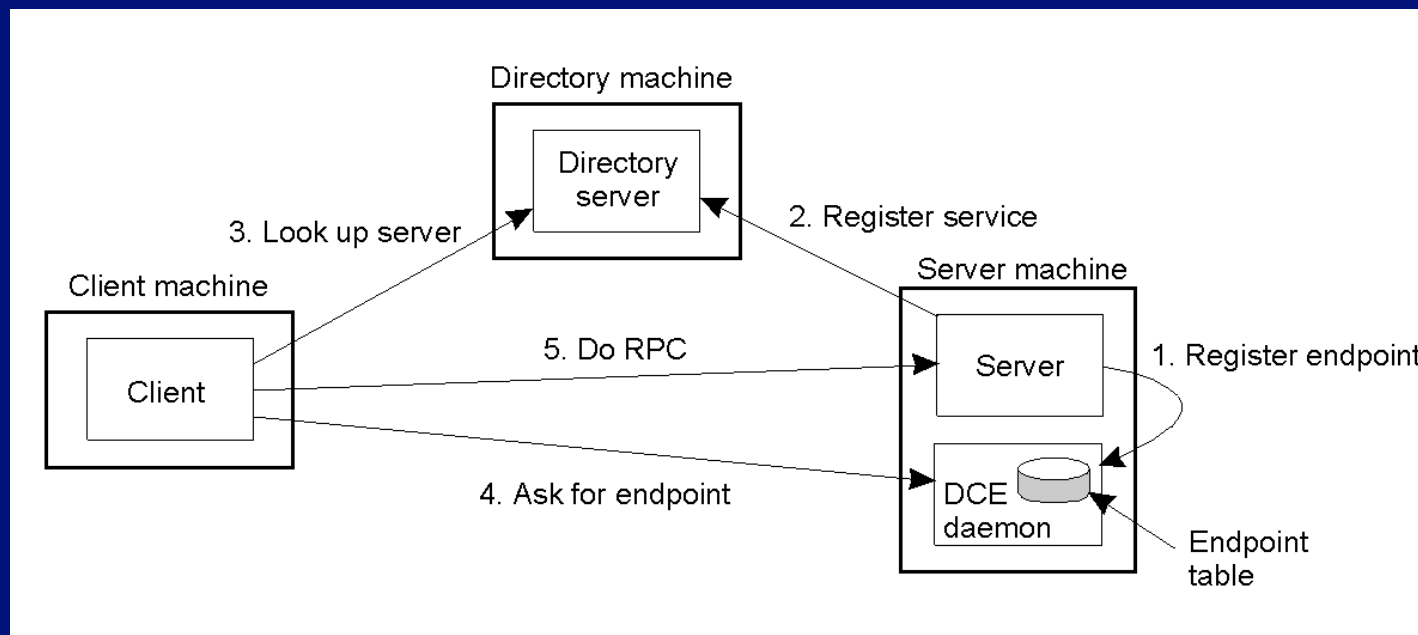 Directory machine
Directory
server
3. Look up server
2. Register service
Client machine
Server machine
Client
5. Do RPC
Server
1. Register endpoint
4. Ask for endpoint
DCE
daemon
Endpoint
table